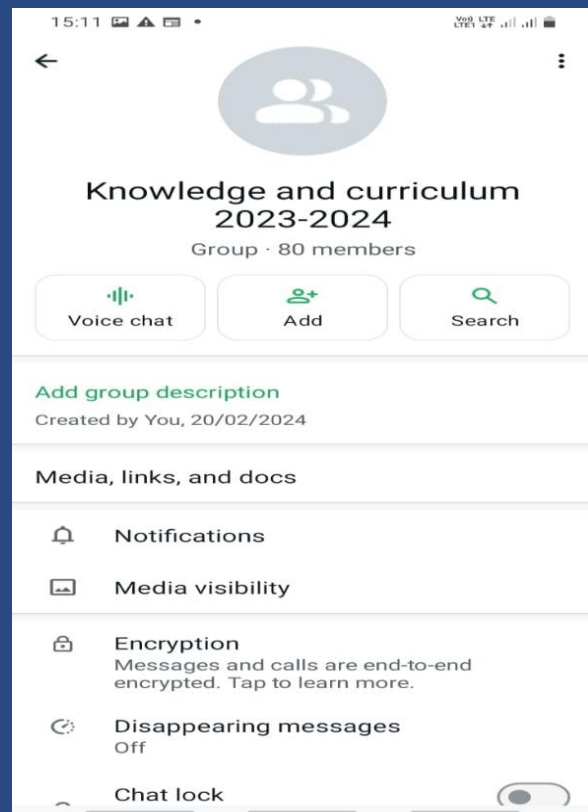 15:11
Knowledge and curriculum
2023-2024
Group · 80 members
Voice chat
Add
Search
Add group description
Created by You, 20/02/2024
Media, links, and docs
Notifications
Media visibility
Encryption
Messages and calls are end-to-end
encrypted. Tap to learn more.
Disappearing messages
Off
Chat lock